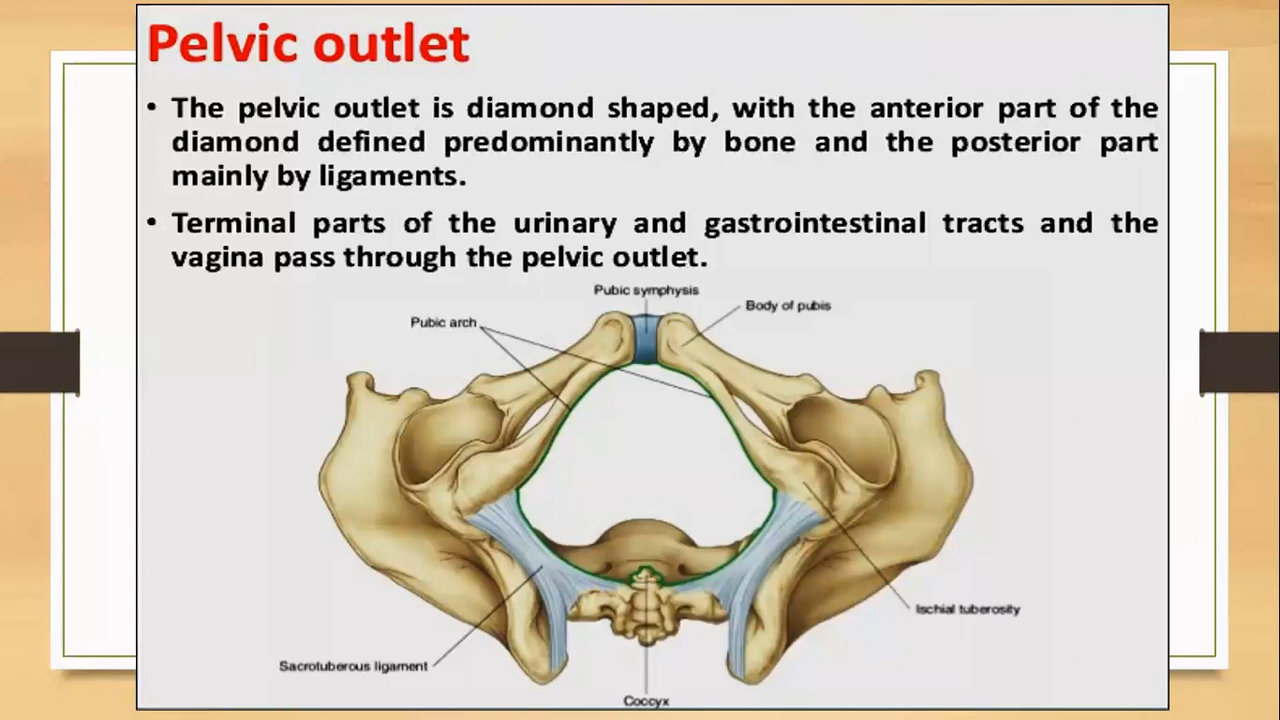 Pelvic outlet
• The pelvic outlet is diamond shaped, with the anterior part of the
diamond defined predominantly by bone and the posterior part
mainly by ligaments.
• Terminal parts of the urinary and gastrointestinal tracts and the
vagina pass through the pelvic outlet.
Pubic symphysis
Body of pubis
Pubic arch
Ischial tuberosity
Sacrotuberous ligament
Coccyx